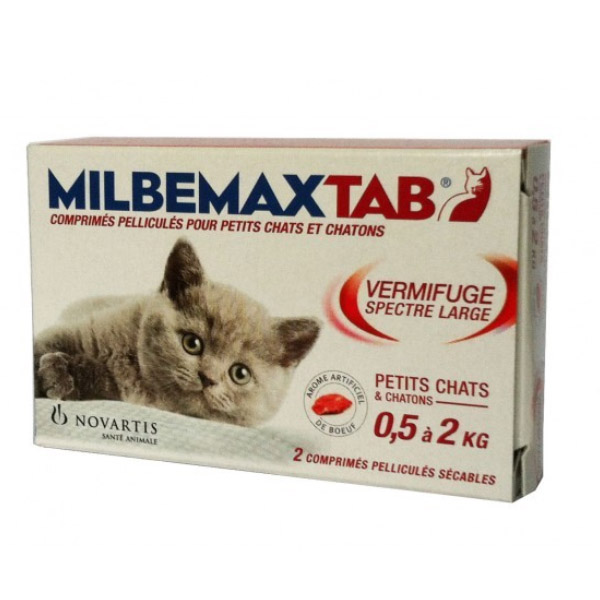 MILBEMAXTAB®
COMPRIMÉS PELLICULÉS POUR PETITS CHATS ET CHATONS
VERMIFUGE
SPECTRE LARGE
ARÔME ARTIFICIEL
DE BOEUF
PETITS CHATS
& CHATONS
0,5 à 2 KG
NOVARTIS
SANTÉ ANIMALE
2 COMPRIMÉS PELLICULÉS SÉCABLES